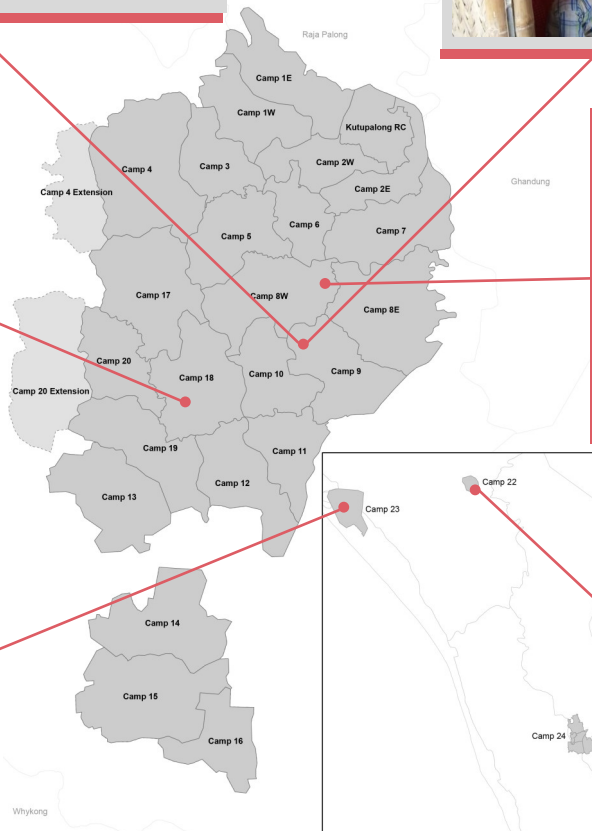 Raja Palong
Camp 1E
Camp 1W
Kutupalong RC
Camp 4
Camp 3
Camp 2W
Ghandung
Camp 4 Extension
Camp 2E
Camp 6
Camp 5
Camp 7
Camp 17
Camp 8W
Camp 8E
Camp 20
Camp 18
Camp 10
Camp 9
Camp 20 Extension
Camp 19
Camp 11
Camp 12
Camp 13
Camp 22
Camp 23
Camp 14
Camp 15
Camp 16
Camp 24
Whykong